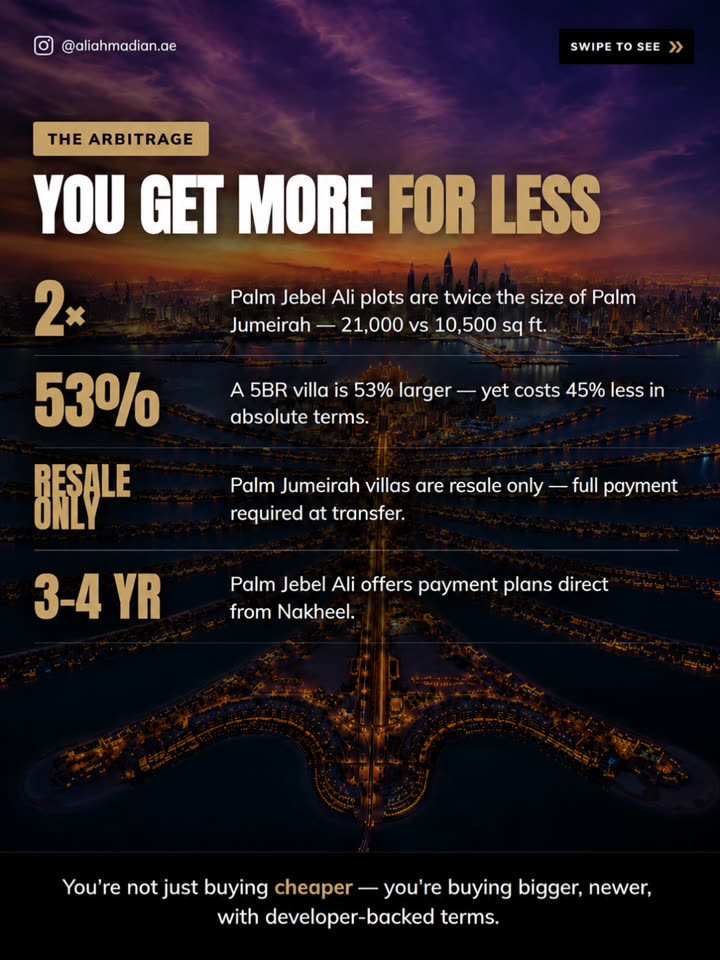 @aliahmadian.ae
SWIPE TO SEE »
THE ARBITRAGE
YOU GET MORE FOR LESS
2×
Palm Jebel Ali plots are twice the size of Palm
Jumeirah — 21,000 vs 10,500 sq ft.
53%
A 5BR villa is 53% larger — yet costs 45% less in
absolute terms.
RESALE
ONLY
Palm Jumeirah villas are resale only — full payment
required at transfer.
3-4 YR
Palm Jebel Ali offers payment plans direct
from Nakheel.
You're not just buying cheaper — you're buying bigger, newer,
with developer-backed terms.